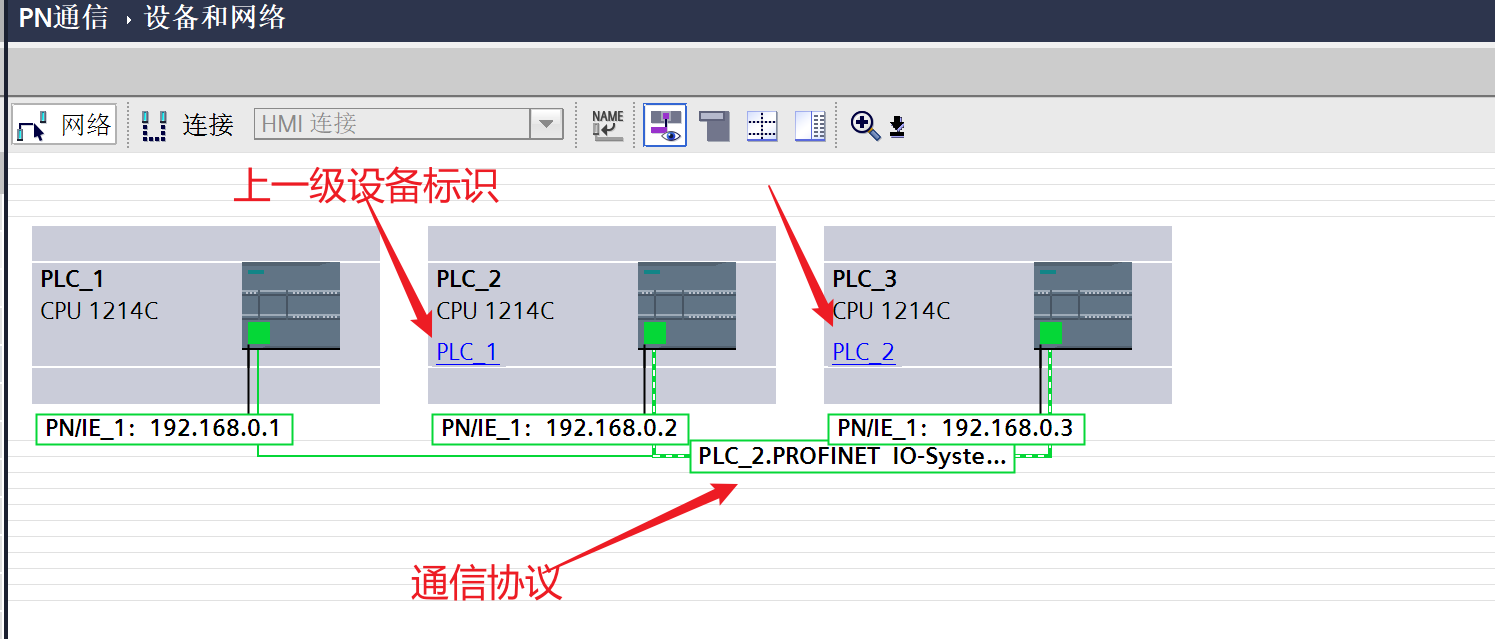 PN通信 › 设备和网络
网络 连接 HMI 连接 NAME
上一级设备标识
PLC_1 PLC_2 PLC_3
CPU 1214C CPU 1214C CPU 1214C
PLC_1 PLC_2
PN/IE_1: 192.168.0.1 PN/IE_1: 192.168.0.2 PN/IE_1: 192.168.0.3
PLC_2.PROFINET IO-Syste...
通信协议